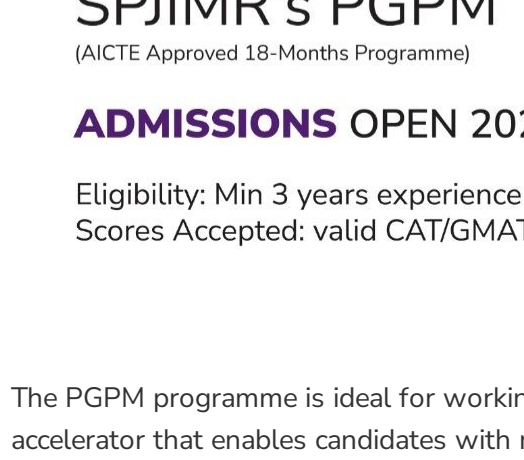 SPJIMR's PGPM
(AICTE Approved 18-Months Programme)
ADMISSIONS OPEN 202
Eligibility: Min 3 years experience
Scores Accepted: valid CAT/GMAT
The PGPM programme is ideal for workin
accelerator that enables candidates with